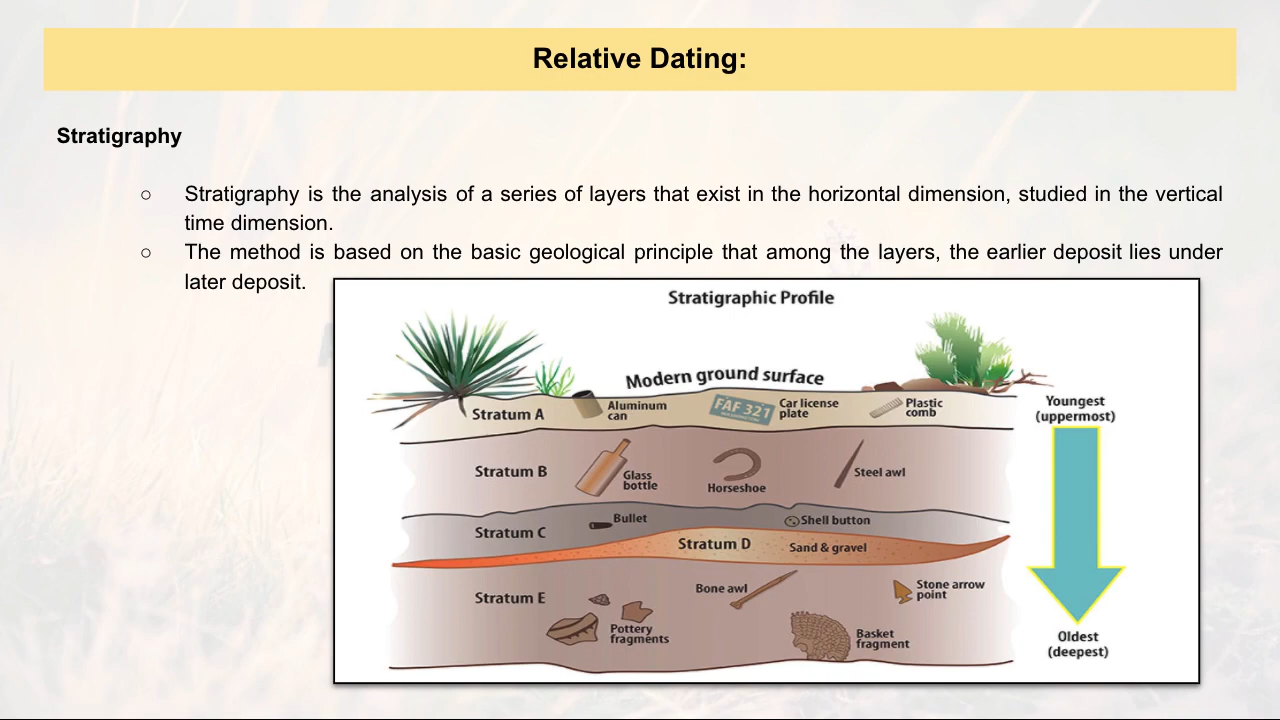 Relative Dating:
Stratigraphy
○ Stratigraphy is the analysis of a series of layers that exist in the horizontal dimension, studied in the vertical
time dimension.
○ The method is based on the basic geological principle that among the layers, the earlier deposit lies under
later deposit.
Stratigraphic Profile
Modern ground surface
Stratum A
Aluminum
can
FAF 321
Car license
plate
Plastic
comb
Youngest
(uppermost)
Stratum B
Glass
bottle
Horseshoe
Steel awl
Stratum C
Bullet
Shell button
Stratum D
Sand & gravel
Stratum E
Bone awl
Stone arrow
point
Pottery
fragments
Basket
fragment
Oldest
(deepest)